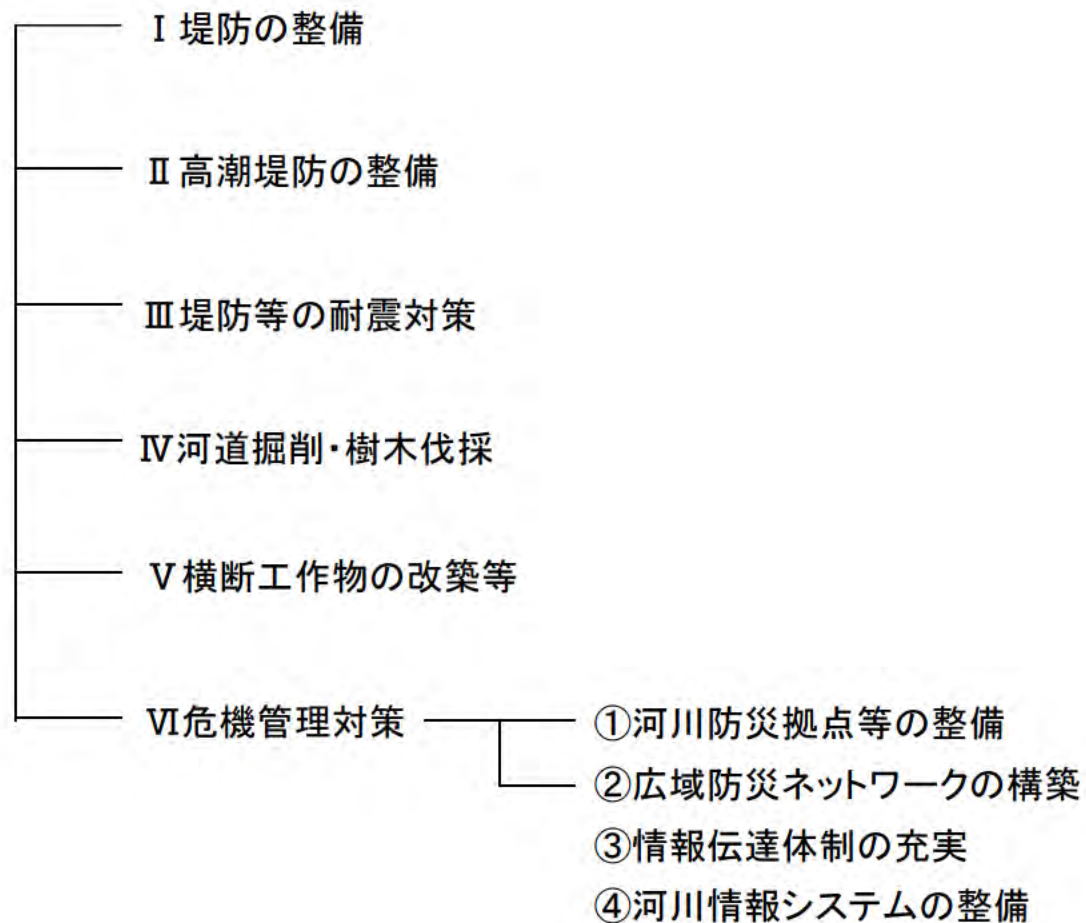 Ⅰ堤防の整備
Ⅱ高潮堤防の整備
Ⅲ堤防等の耐震対策
Ⅳ河道掘削・樹木伐採
Ⅴ横断工作物の改築等
Ⅵ危機管理対策
①河川防災拠点等の整備
②広域防災ネットワークの構築
③情報伝達体制の充実
④河川情報システムの整備